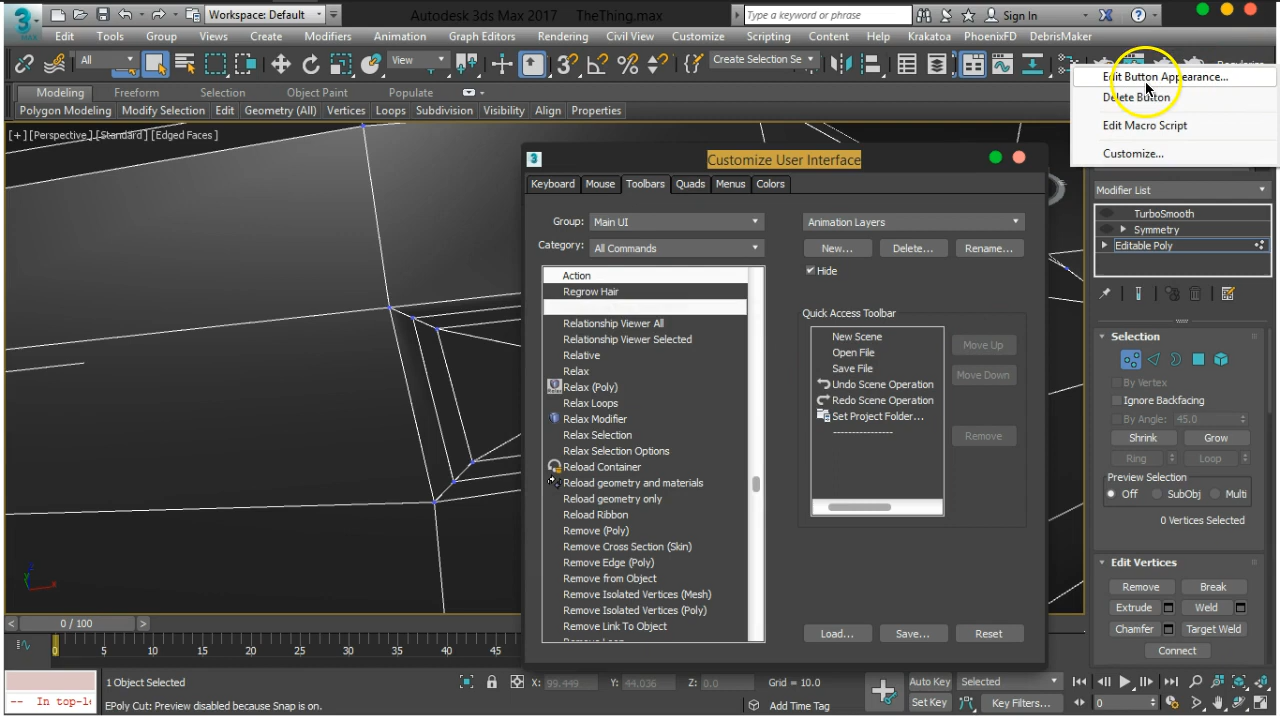 Workspace: Default
Autodesk 3ds Max 2017 TheThing.max
Type a keyword or phrase
Sign In
Edit Tools Group Views Create Modifiers Animation Graph Editors Rendering Civil View Customize Scripting Content Help Krakatoa PhoenixFD DebrisMaker
All
View
Create Selection Se
Edit Button Appearance...
Delete Button
Edit Macro Script
Customize...
Modeling Freeform Selection Object Paint Populate
Polygon Modeling Modify Selection Edit Geometry (All) Vertices Loops Subdivision Visibility Align Properties
[+] [Perspective] [Standard] [Edged Faces]
Customize User Interface
Keyboard Mouse Toolbars Quads Menus Colors
Group: Main UI
Category: All Commands
Action
Regrow Hair
Relationship Viewer All
Relationship Viewer Selected
Relative
Relax
Relax (Poly)
Relax Loops
Relax Modifier
Relax Selection
Relax Selection Options
Reload Container
Reload geometry and materials
Reload geometry only
Reload Ribbon
Remove (Poly)
Remove Cross Section (Skin)
Remove Edge (Poly)
Remove from Object
Remove Isolated Vertices (Mesh)
Remove Isolated Vertices (Poly)
Remove Link To Object
Animation Layers
New... Delete... Rename...
Hide
Quick Access Toolbar
New Scene
Open File
Save File
Undo Scene Operation
Redo Scene Operation
Set Project Folder...
----------------
Move Up
Move Down
Remove
Load... Save... Reset
Modifier List
TurboSmooth
Symmetry
Editable Poly
Selection
By Vertex
Ignore Backfacing
By Angle: 45.0
Shrink Grow
Ring Loop
Preview Selection
Off SubObj Multi
0 Vertices Selected
Edit Vertices
Remove Break
Extrude Weld
Chamfer Target Weld
Connect
< 0 / 100 >
0 5 10 15 20 25 30 35 40 45 50
1 Object Selected
X: 99.449 Y: 44.036 Z: 0.0 Grid = 10.0
Auto Key Selected
-- In top-le
EPoly Cut: Preview disabled because Snap is on.
Add Time Tag
Set Key Key Filters...
0